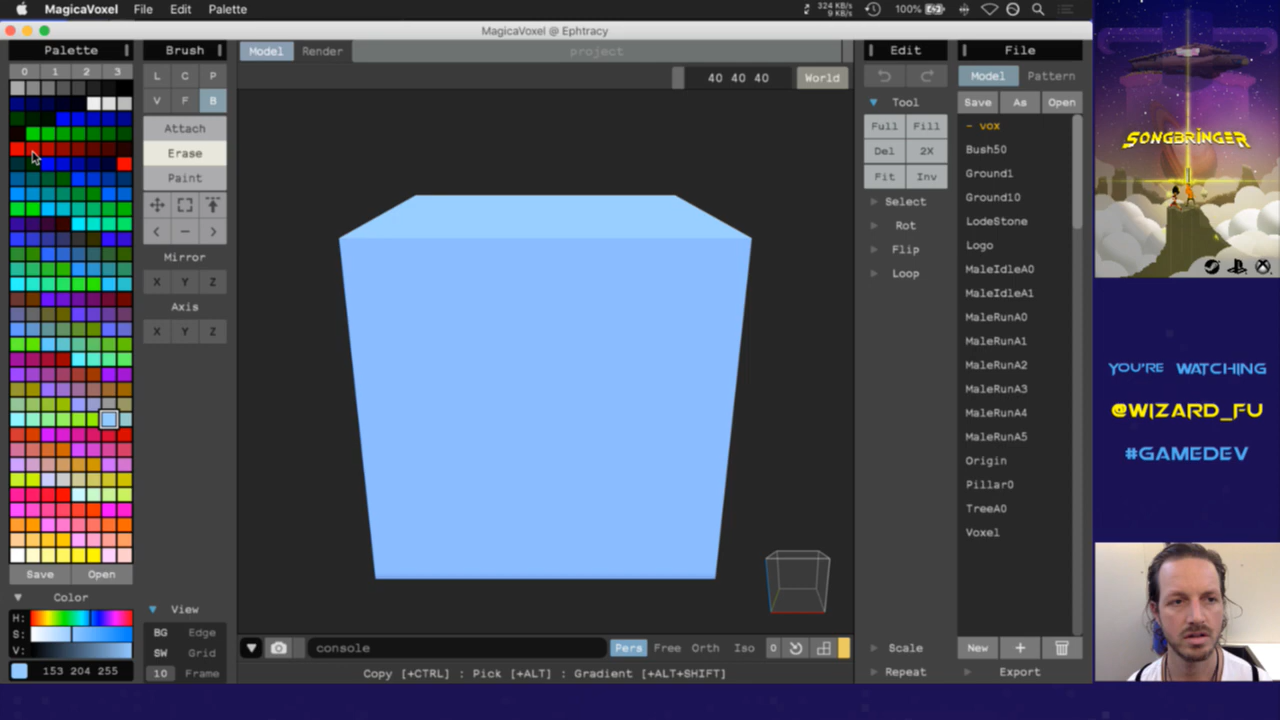 MagicaVoxel File Edit Palette
324 KB/s
9 KB/s
100%
MagicaVoxel @ Ephtracy
Palette
0 1 2 3
Save Open
Color
H:
S:
V:
153 204 255
Brush
L C P
V F B
Attach
Erase
Paint
Mirror
X Y Z
Axis
X Y Z
View
BG Edge
SW Grid
10 Frame
Model Render project
40 40 40 World
console Pers Free Orth Iso 0
Copy [+CTRL] : Pick [+ALT] : Gradient [+ALT+SHIFT]
Edit
Tool
Full Fill
Del 2X
Fit Inv
Select
Rot
Flip
Loop
Scale
Repeat
File
Model Pattern
Save As Open
- vox
Bush50
Ground1
Ground10
LodeStone
Logo
MaleIdleA0
MaleIdleA1
MaleRunA0
MaleRunA1
MaleRunA2
MaleRunA3
MaleRunA4
MaleRunA5
Origin
Pillar0
TreeA0
Voxel
New +
Export
SONGBRINGER
YOU'RE WATCHING
@WIZARD_FU
#GAMEDEV